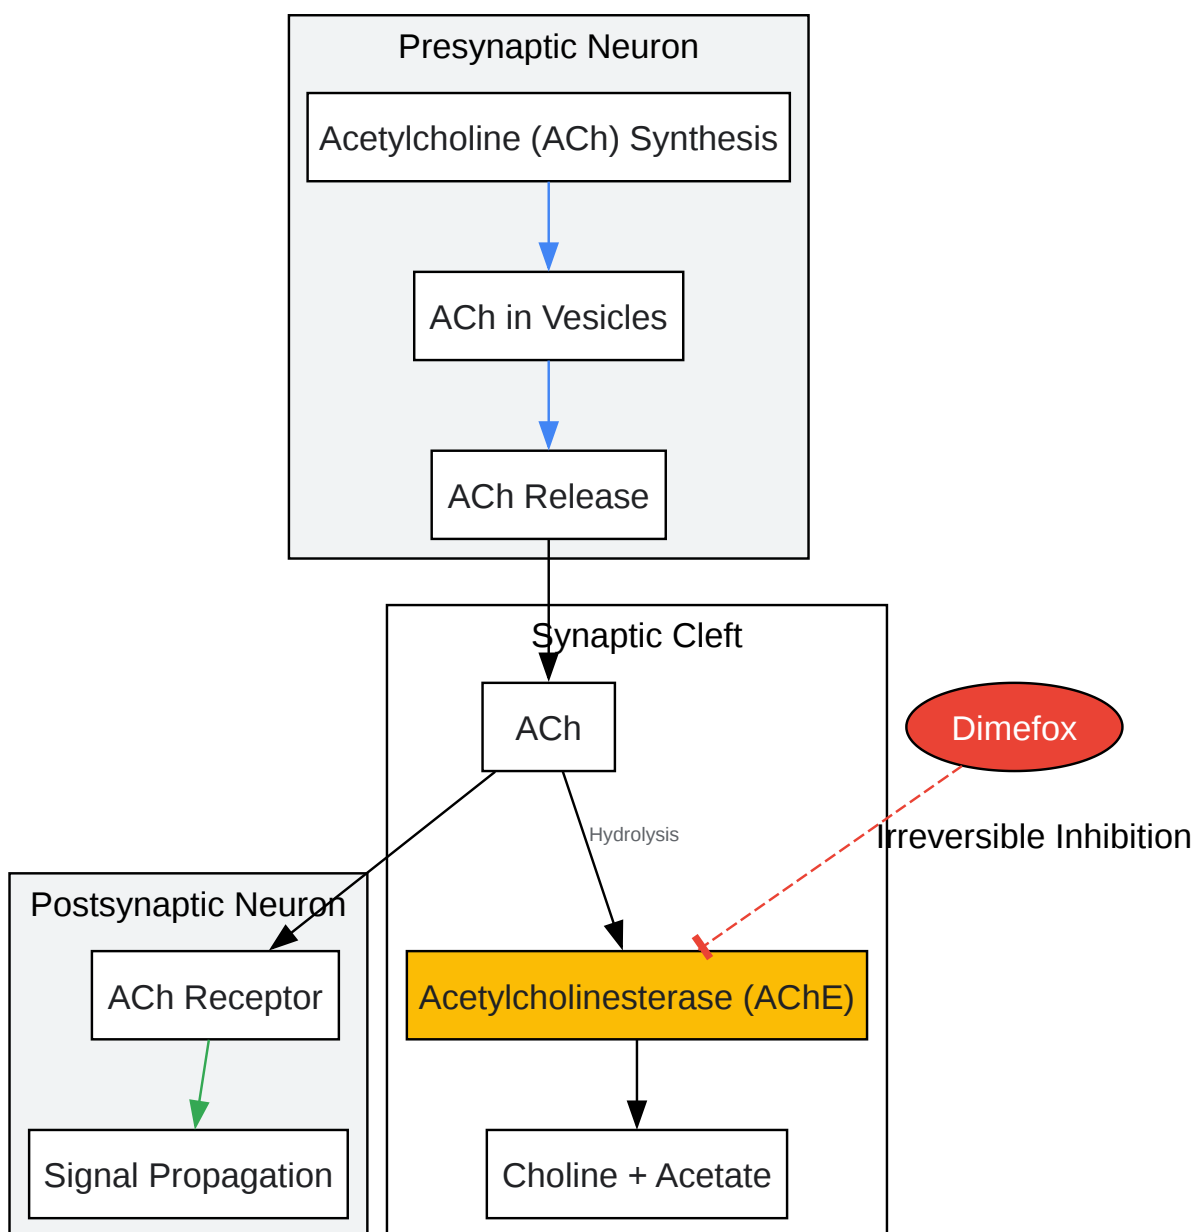 Presynaptic Neuron
Acetylcholine (ACh) Synthesis
ACh in Vesicles
ACh Release
Synaptic Cleft
ACh
Dimefox
Hydrolysis
Irreversible Inhibition
Postsynaptic Neuron
ACh Receptor
Acetylcholinesterase (AChE)
Signal Propagation
Choline + Acetate